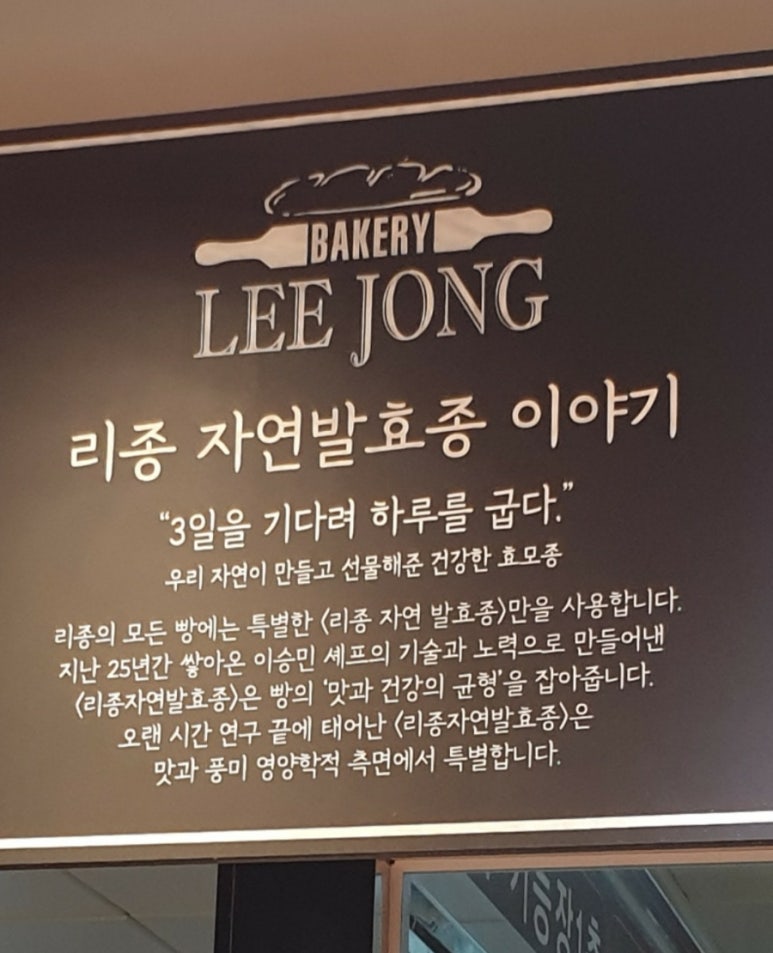 BAKERY
LEE JONG
리종 자연발효종 이야기
“3일을 기다려 하루를 굽다.”
우리 자연이 만들고 선물해준 건강한 효모종
리종의 모든 빵에는 특별한 〈리종 자연 발효종〉만을 사용합니다.
지난 25년간 쌓아온 이승민 셰프의 기술과 노력으로 만들어낸
〈리종자연발효종〉은 빵의 ‘맛과 건강의 균형’을 잡아줍니다.
오랜 시간 연구 끝에 태어난 〈리종자연발효종〉은
맛과 풍미 영양학적 측면에서 특별합니다.